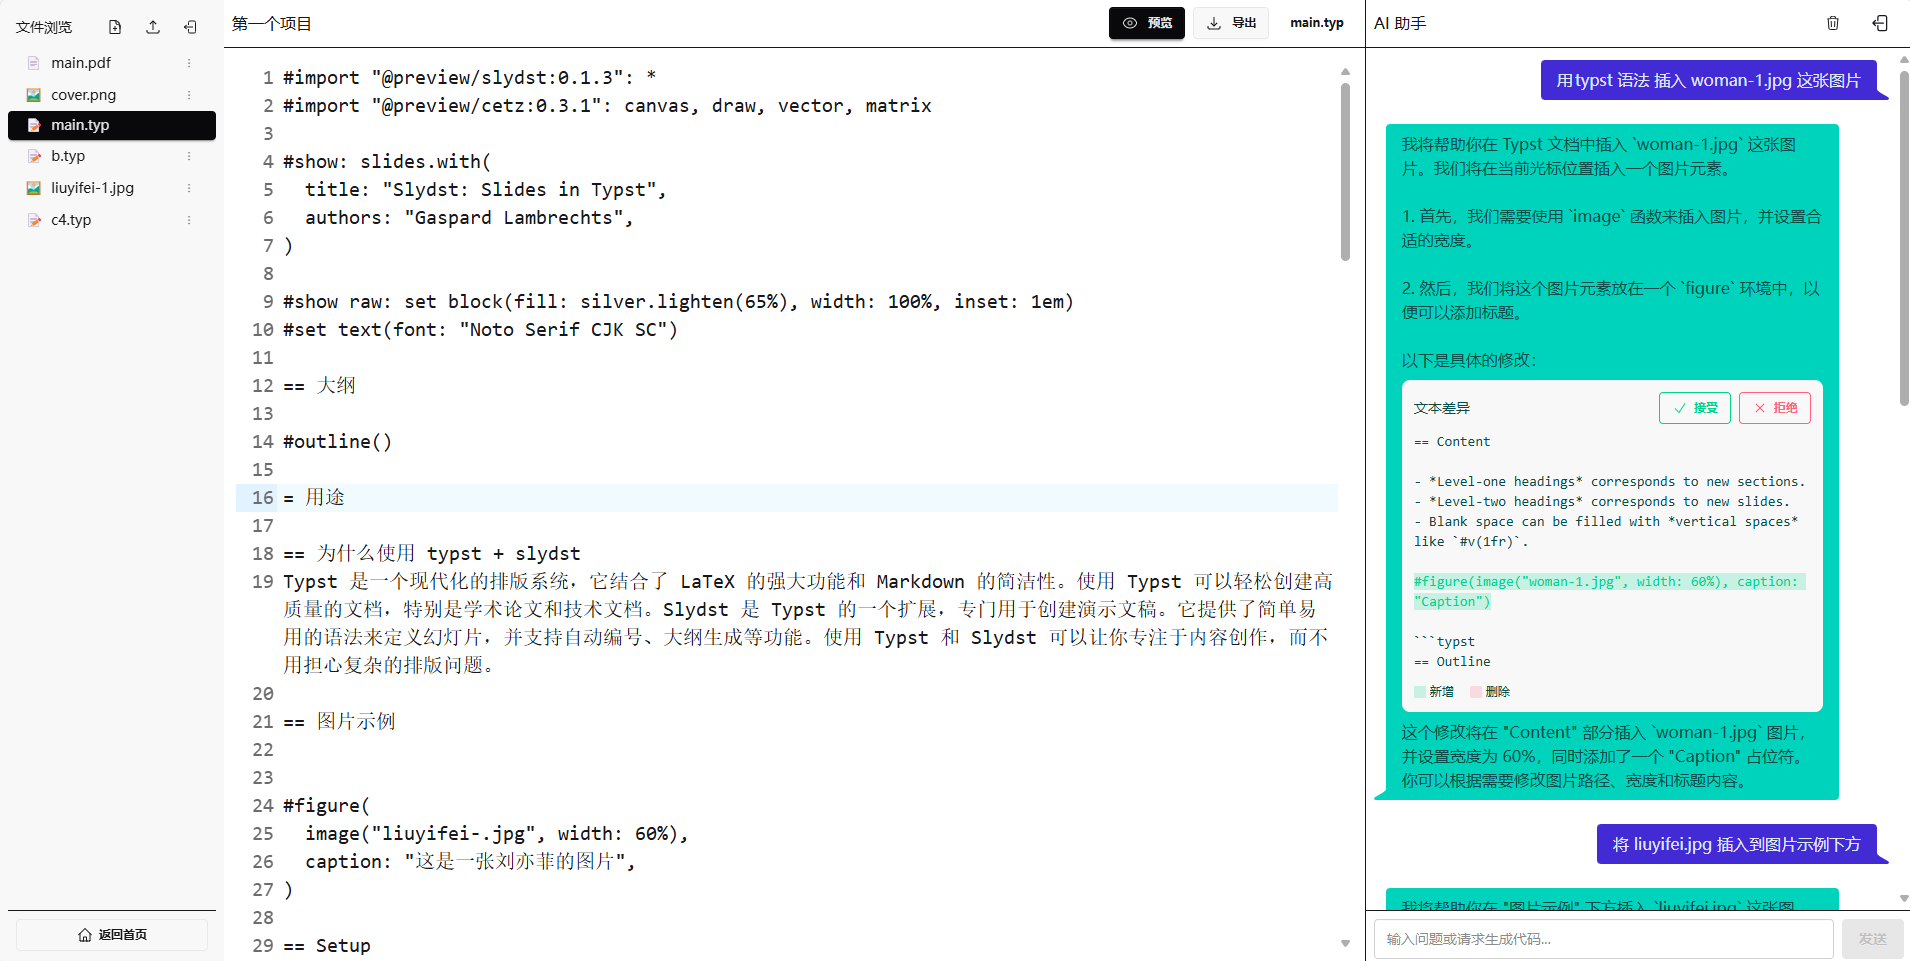 文件浏览
main.pdf
cover.png
main.typ
b.typ
liuyifei-1.jpg
c4.typ
返回首页
第一个项目
预览
导出
main.typ
1 #import "@preview/slydst:0.1.3": *
2 #import "@preview/cetz:0.3.1": canvas, draw, vector, matrix
3
4 #show: slides.with(
5   title: "Slydst: Slides in Typst",
6   authors: "Gaspard Lambrechts",
7 )
8
9 #show raw: set block(fill: silver.lighten(65%), width: 100%, inset: 1em)
10 #set text(font: "Noto Serif CJK SC")
11
12 == 大纲
13
14 #outline()
15
16 = 用途
17
18 == 为什么使用 typst + slydst
19 Typst 是一个现代化的排版系统，它结合了 LaTeX 的强大功能和 Markdown 的简洁性。使用 Typst 可以轻松创建高
质量的文档，特别是学术论文和技术文档。Slydst 是 Typst 的一个扩展，专门用于创建演示文稿。它提供了简单易
用的语法来定义幻灯片，并支持自动编号、大纲生成等功能。使用 Typst 和 Slydst 可以让你专注于内容创作，而不
用担心复杂的排版问题。
20
21 == 图片示例
22
23
24 #figure(
25   image("liuyifei-.jpg", width: 60%),
26   caption: "这是一张刘亦菲的图片",
27 )
28
29 == Setup
AI 助手
用typst 语法 插入 woman-1.jpg 这张图片
我将帮助你在 Typst 文档中插入 `woman-1.jpg` 这张图
片。我们将在当前光标位置插入一个图片元素。
1. 首先，我们需要使用 `image` 函数来插入图片，并设置合
适的宽度。
2. 然后，我们将这个图片元素放在一个 `figure` 环境中，以
便可以添加标题。
以下是具体的修改：
文本差异
接受
拒绝
== Content
- *Level-one headings* corresponds to new sections.
- *Level-two headings* corresponds to new slides.
- Blank space can be filled with *vertical spaces*
like `#v(1fr)`.
#figure(image("woman-1.jpg", width: 60%), caption:
"Caption")
```typst
== Outline
新增 删除
这个修改将在 "Content" 部分插入 `woman-1.jpg` 图片，
并设置宽度为 60%，同时添加了一个 "Caption" 占位符。
你可以根据需要修改图片路径、宽度和标题内容。
将 liuyifei.jpg 插入到图片示例下方
我将帮助你在 "图片示例" 下方插入 `liuyifei.jpg` 这张图
输入问题或请求生成代码...
发送